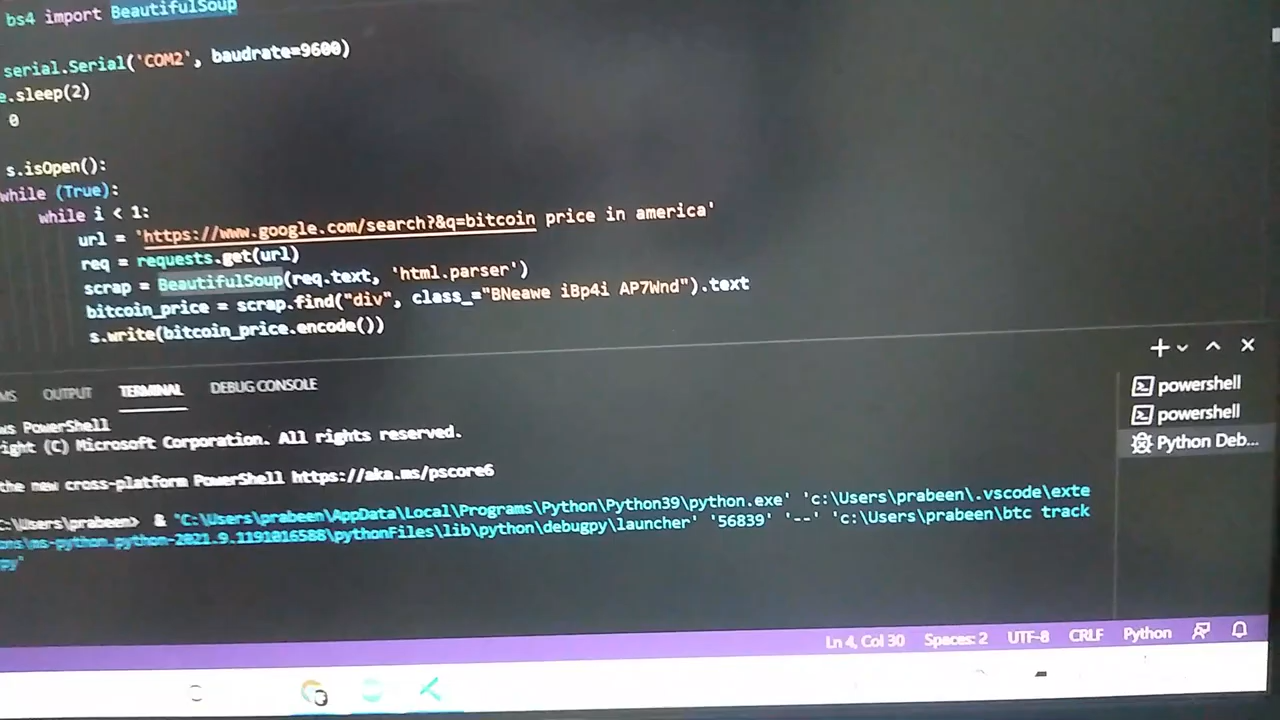 bs4 import BeautifulSoup
serial.Serial('COM2', baudrate=9600)
e.sleep(2)
0
s.isOpen():
while (True):
while i < 1:
url = 'https://www.google.com/search?&q=bitcoin price in america'
req = requests.get(url)
scrap = BeautifulSoup(req.text, 'html.parser')
bitcoin_price = scrap.find("div", class_="BNeawe iBp4i AP7Wnd").text
s.write(bitcoin_price.encode())
MS OUTPUT TERMINAL DEBUG CONSOLE
ws PowerShell
right (C) Microsoft Corporation. All rights reserved.
the new cross-platform PowerShell https://aka.ms/pscore6
C:\Users\prabeen> & 'C:\Users\prabeen\AppData\Local\Programs\Python\Python39\python.exe' 'c:\Users\prabeen\.vscode\exte
ons\ms-python.python-2021.9.1191016588\pythonFiles\lib\python\debugpy\launcher' '56839' '--' 'c:\Users\prabeen\btc track
py'
powershell
powershell
Python Deb...
Ln 4, Col 30 Spaces: 2 UTF-8 CRLF Python